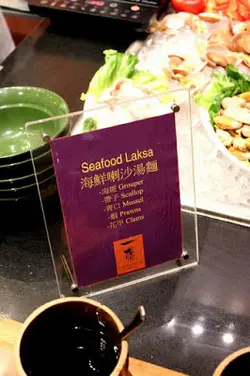 Seafood Laksa
海鮮喇沙湯麵
-海斑 Grouper
-帶子 Scallop
-青口 Mussel
-蝦 Prawns
-花甲 Clams